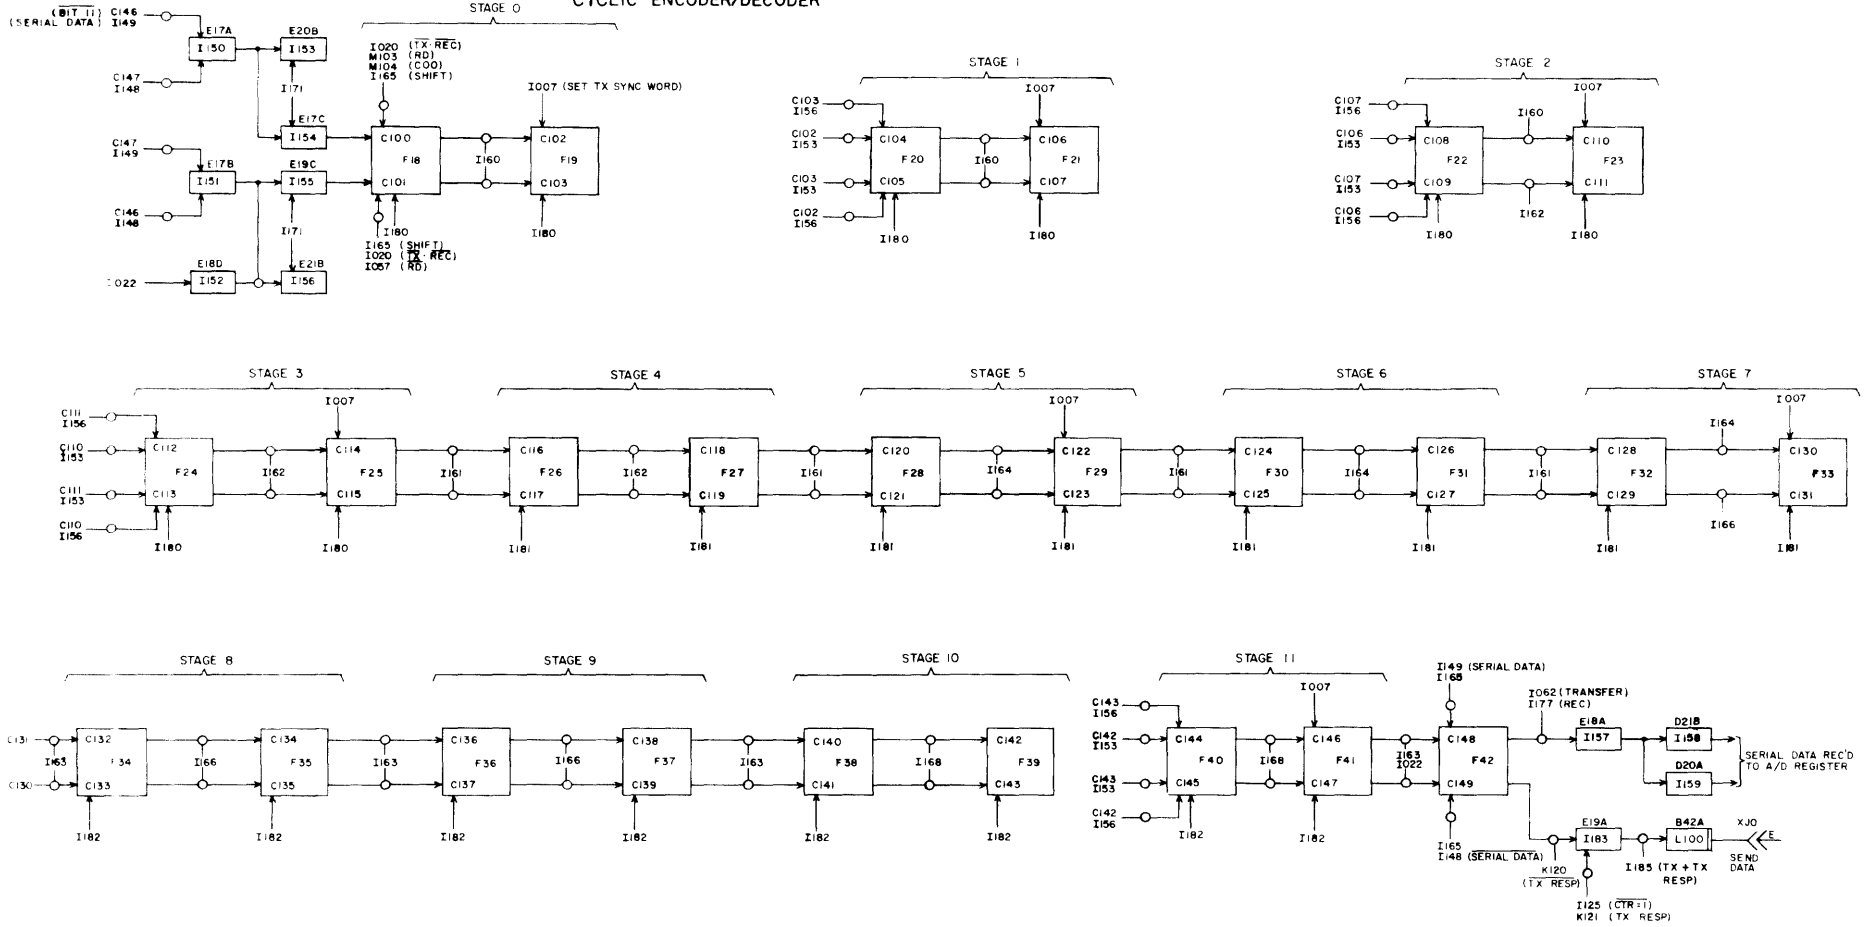 CYCLIC ENCODER/DECODER
STAGE 0
(BIT 11) C146
(SERIAL DATA) I149
E17A
I150
E20B
I153
C147
I148
I171
E17C
I154
C147
I149
E17B
I151
E19C
I155
C146
I148
I171
E18D
I152
E21B
I156
I022
I020 (TX·REC)
M103 (RD)
M104 (COO)
I165 (SHIFT)
C100
F18
C101
I160
I007 (SET TX SYNC WORD)
C102
F19
C103
I180
I180
I165 (SHIFT)
I020 (TX·REC)
I057 (RD)
STAGE 1
I007
C103
I156
C102
I153
C103
I153
C102
I156
C104
F20
C105
I160
C106
F21
C107
I180
I180
STAGE 2
I007
C107
I156
C106
I153
C107
I153
C106
I156
C108
F22
C109
I160
I162
C110
F23
C111
I180
I180
STAGE 3
STAGE 4
STAGE 5
STAGE 6
STAGE 7
I007
I007
I007
C111
I156
C110
I153
C111
I153
C110
I156
C112
F24
C113
I162
C114
F25
C115
I161
C116
F26
C117
I162
C118
F27
C119
I161
C120
F28
C121
I164
C122
F29
C123
I161
C124
F30
C125
I164
C126
F31
C127
I161
C128
F32
C129
I164
I166
C130
F33
C131
I180
I180
I181
I181
I181
I181
I181
I181
I181
I181
STAGE 8
STAGE 9
STAGE 10
STAGE 11
C131
I163
C130
C132
F34
C133
I166
C134
F35
C135
I163
C136
F36
C137
I166
C138
F37
C139
I163
C140
F38
C141
I168
C142
F39
C143
I182
I182
I182
I182
I182
I182
C143
I156
C142
I153
C143
I153
C142
I156
C144
F40
C145
I182
I168
I007
C146
F41
C147
I182
I163
I022
I149 (SERIAL DATA)
I165
C148
F42
C149
I165
I148 (SERIAL DATA)
I062 (TRANSFER)
I177 (REC)
E18A
I157
D21B
I158
D20A
I159
SERIAL DATA REC'D
TO A/D REGISTER
K120
(TX RESP)
E19A
I183
I125 (CTR=1)
K121 (TX RESP)
I185 (TX + TX
RESP)
B42A
L100
XJ0
E
SEND
DATA